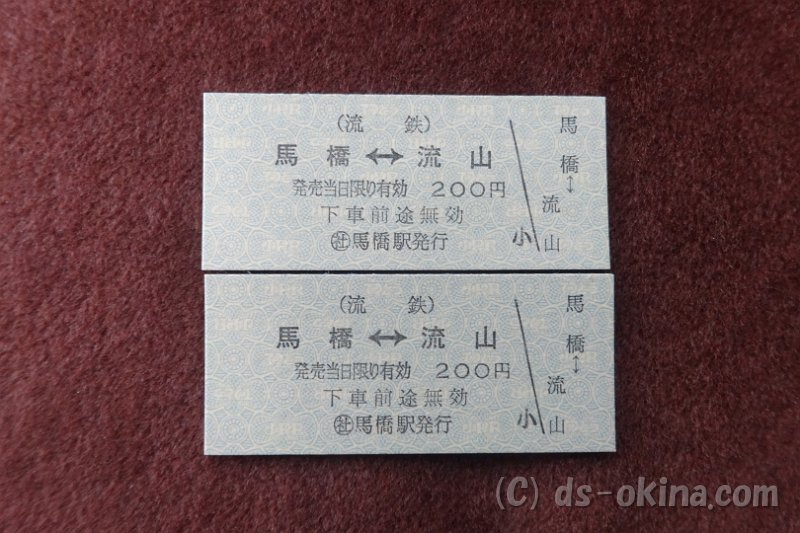 （流　鉄）
馬　橋 ↔ 流　山
発売当日限り有効　200円
下車前途無効
㊓馬橋駅発行
小
馬橋↔流山
（流　鉄）
馬　橋 ↔ 流　山
発売当日限り有効　200円
下車前途無効
㊓馬橋駅発行
小
馬橋↔流山
(C) ds-okina.com